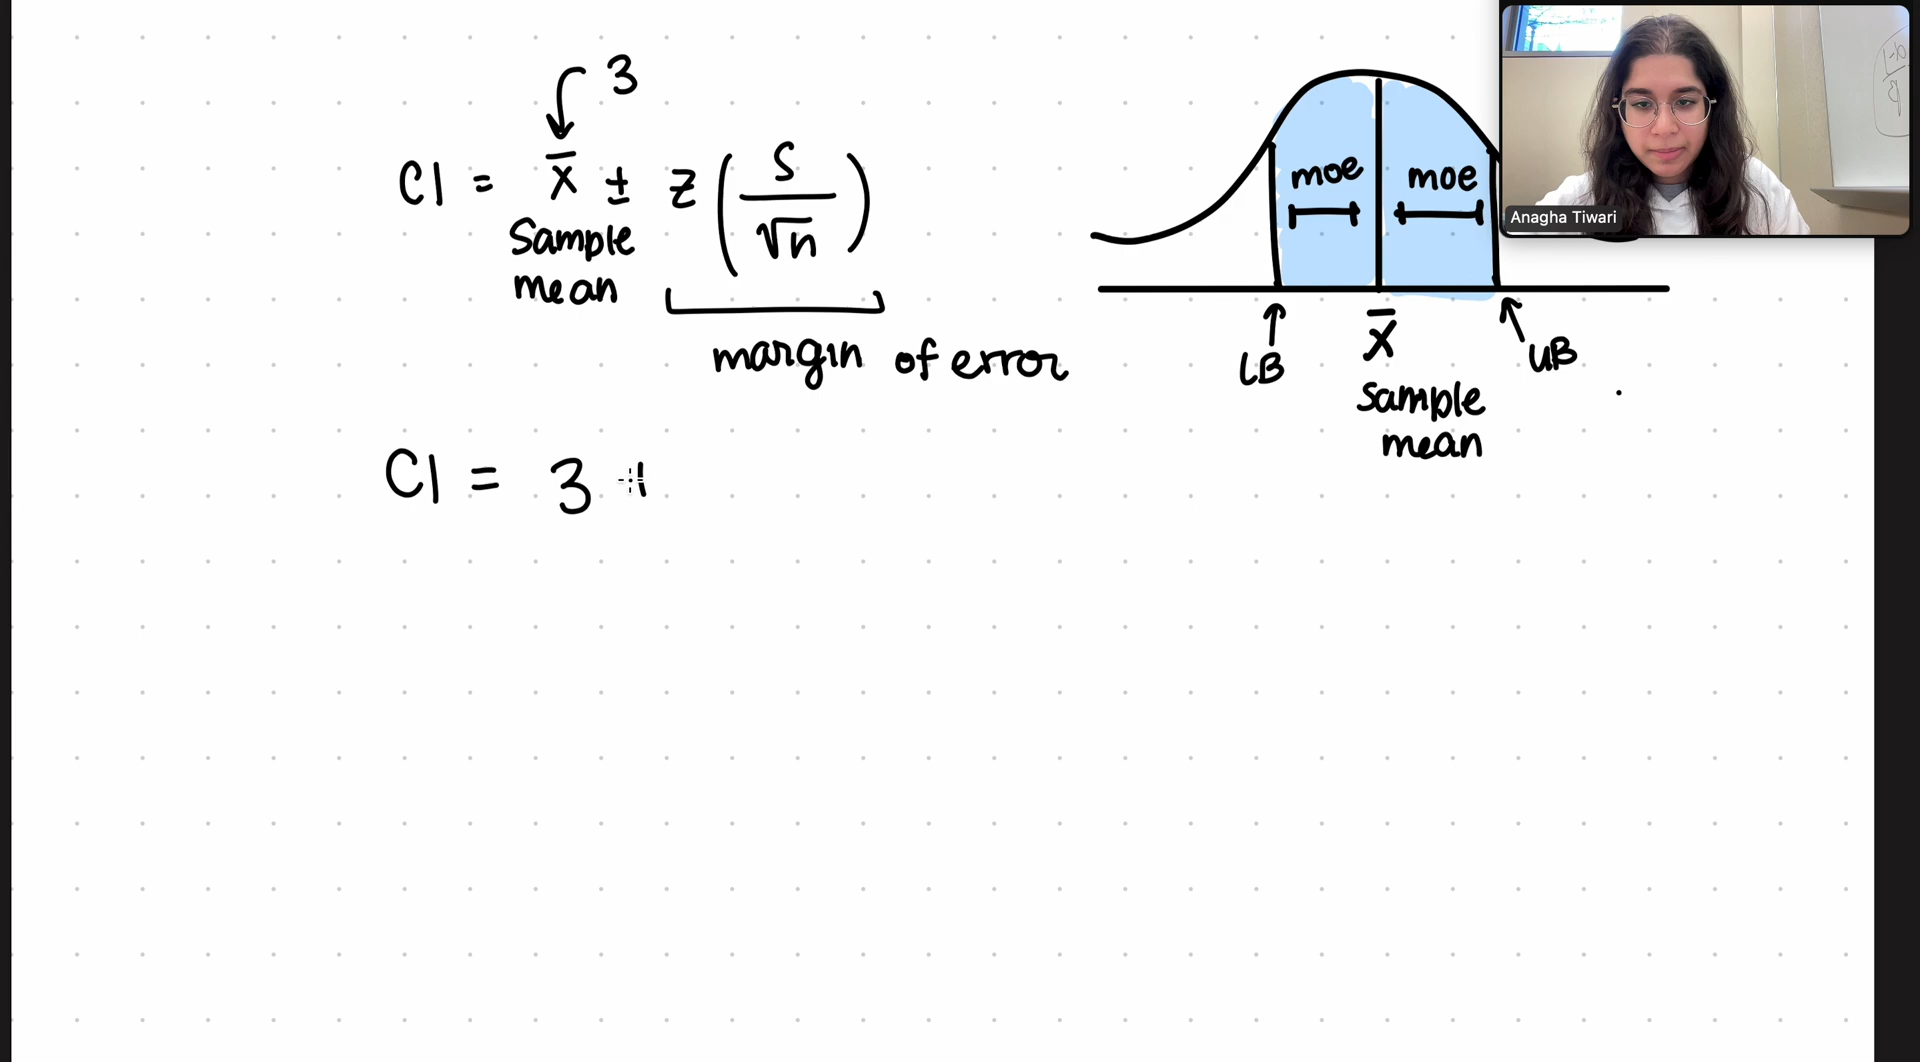 3
CI = x̄ ± z(s/√n)
Sample
mean
margin of error
moe moe
LB
x̄
UB
Sample
mean
CI = 3 +
Anagha Tiwari